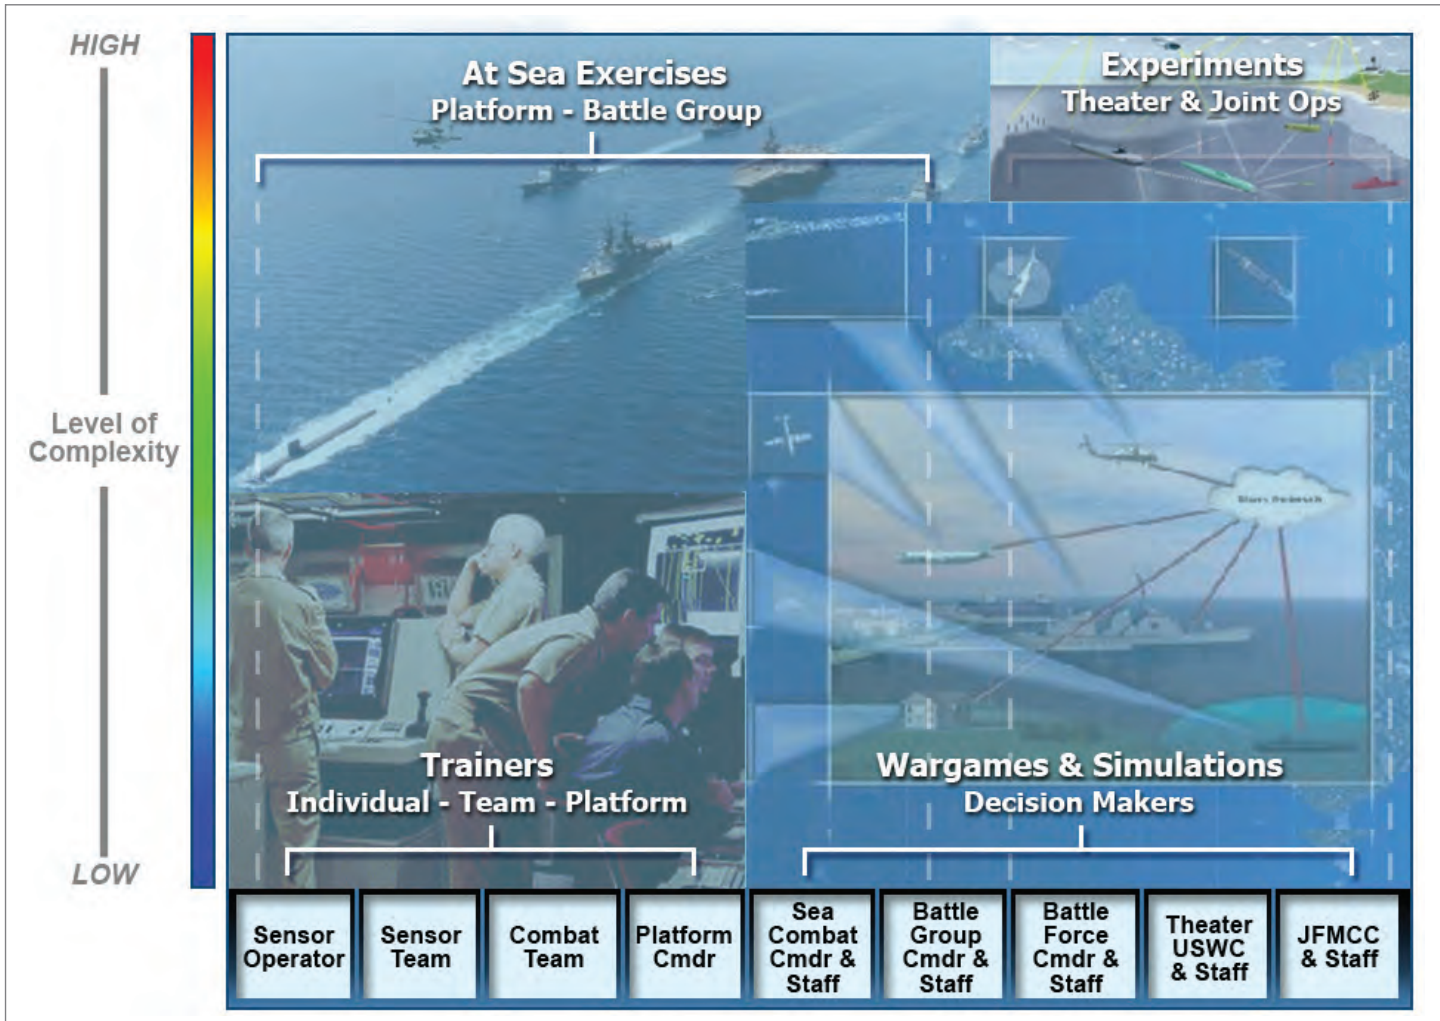 HIGH
Level of
Complexity
LOW
At Sea Exercises
Platform - Battle Group
Experiments
Theater & Joint Ops
Trainers
Individual - Team - Platform
Wargames & Simulations
Decision Makers
Sensor
Operator
Sensor
Team
Combat
Team
Platform
Cmdr
Sea
Combat
Cmdr &
Staff
Battle
Group
Cmdr &
Staff
Battle
Force
Cmdr &
Staff
Theater
USWC
& Staff
JFMCC
& Staff